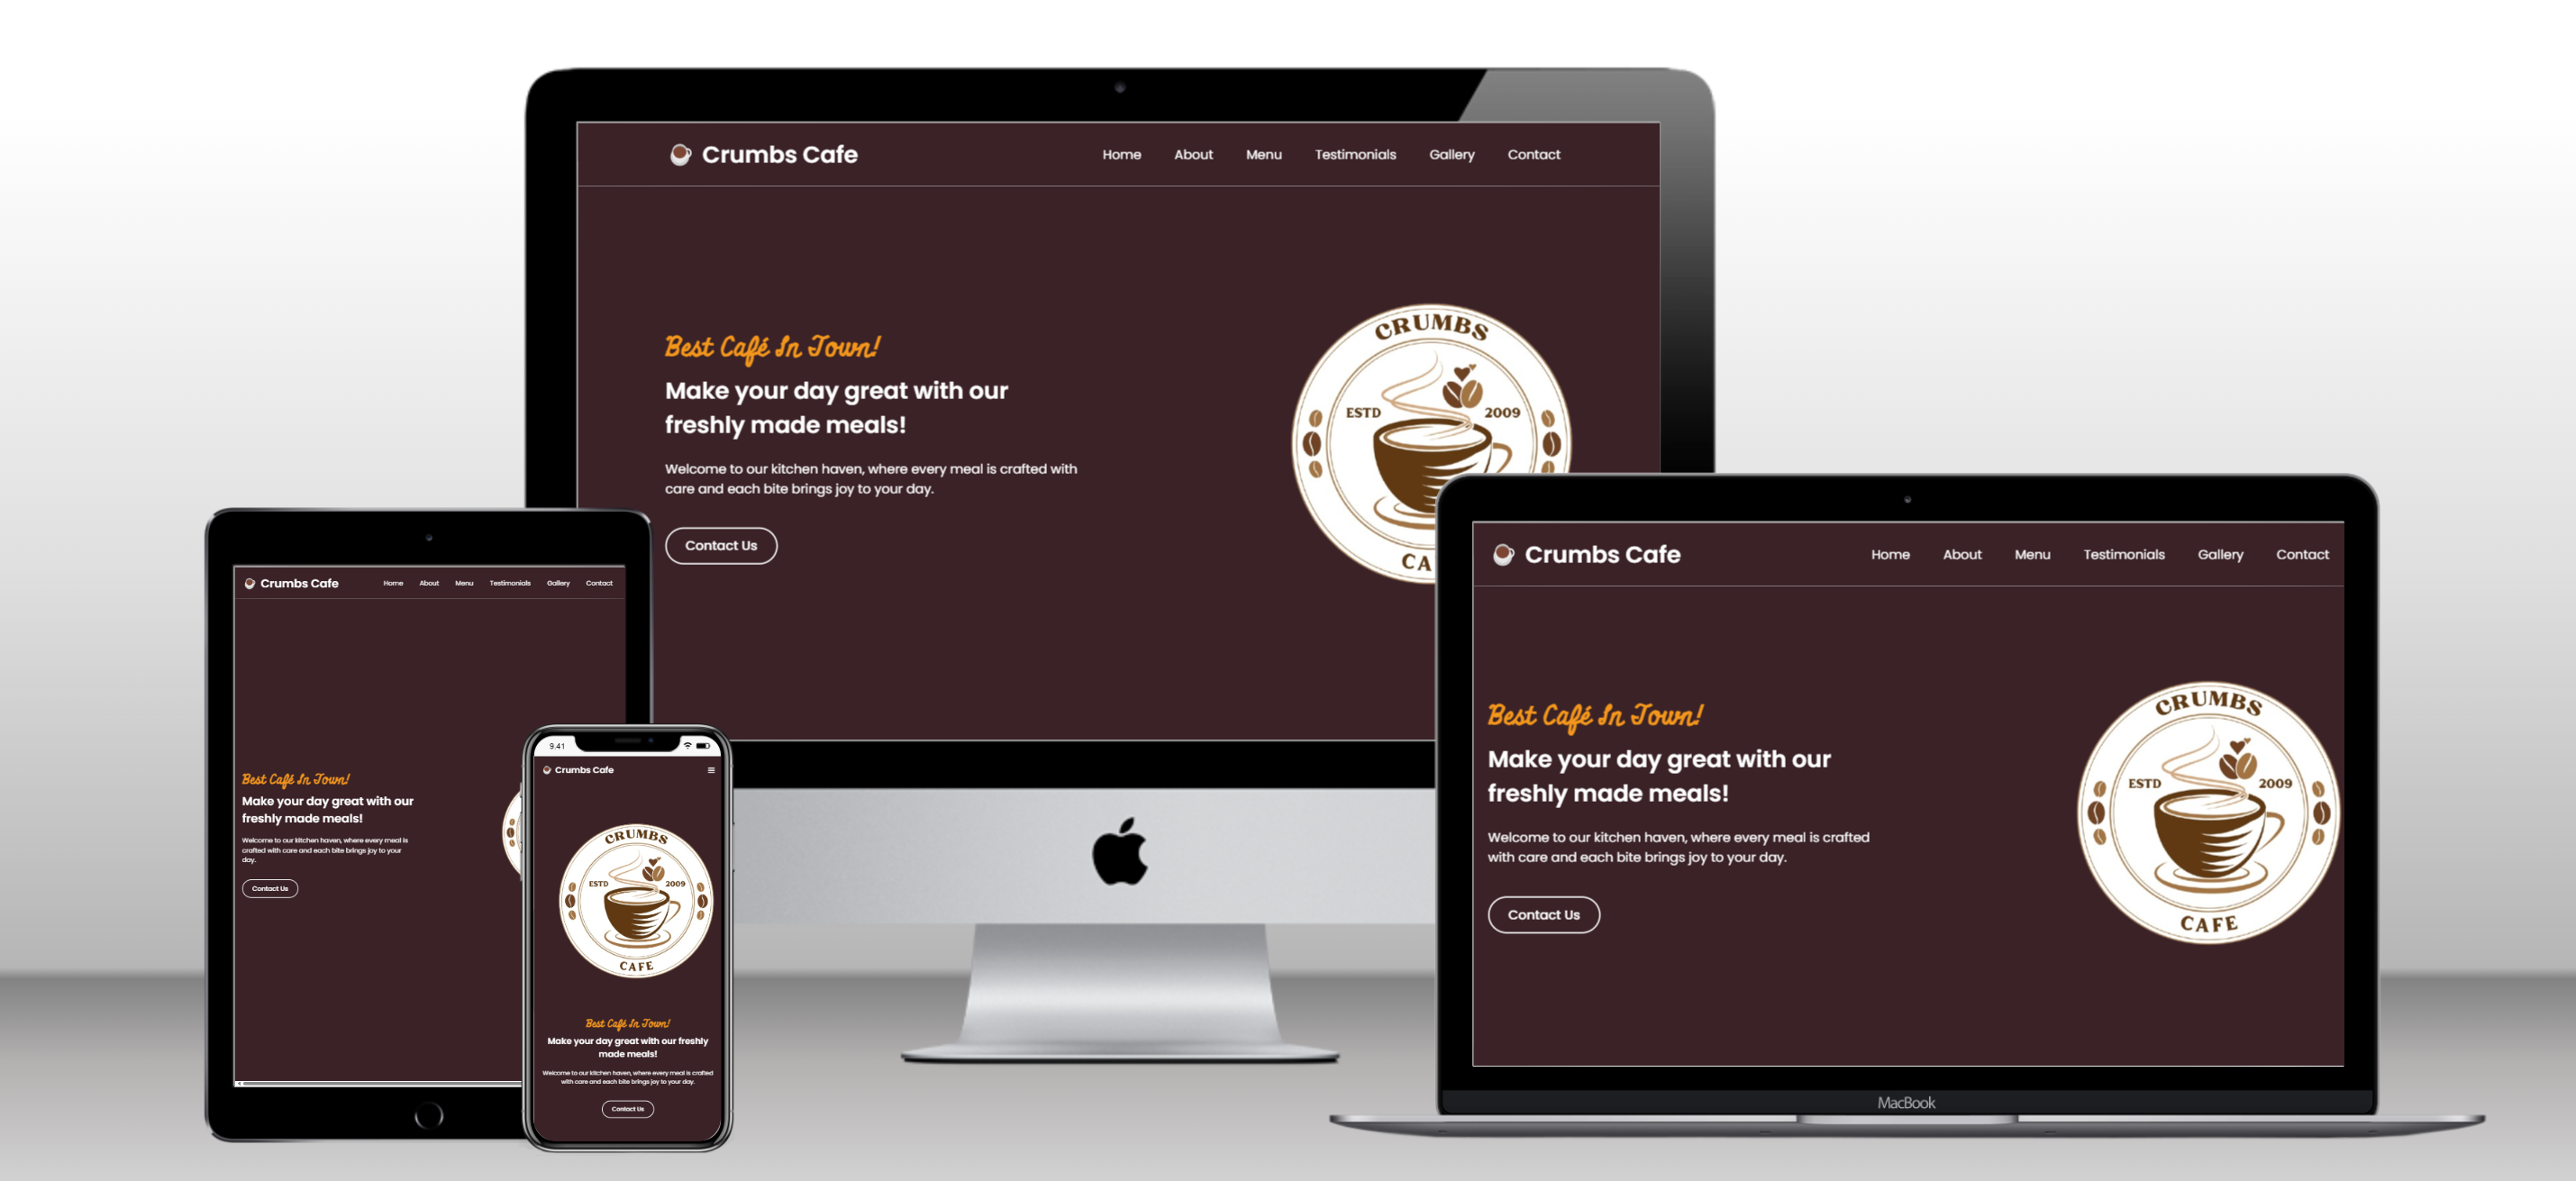 Crumbs Cafe
Home About Menu Testimonials Gallery Contact
Best Café In Town!
Make your day great with our
freshly made meals!
Welcome to our kitchen haven, where every meal is crafted with
care and each bite brings joy to your day.
Contact Us
CRUMBS
ESTD 2009
CA
Crumbs Cafe
Home About Menu Testimonials Gallery Contact
Best Café In Town!
Make your day great with our
freshly made meals!
Welcome to our kitchen haven, where every meal is
crafted with care and each bite brings joy to your
day.
Contact Us
9.41
Crumbs Cafe
CRUMBS
ESTD 2009
CAFE
Best Café In Town!
Make your day great with our freshly
made meals!
Welcome to our kitchen haven, where every meal is crafted
with care and each bite brings joy to your day.
Contact Us
Crumbs Cafe
Home About Menu Testimonials Gallery Contact
Best Café In Town!
Make your day great with our
freshly made meals!
Welcome to our kitchen haven, where every meal is crafted
with care and each bite brings joy to your day.
Contact Us
CRUMBS
ESTD 2009
CAFE
MacBook